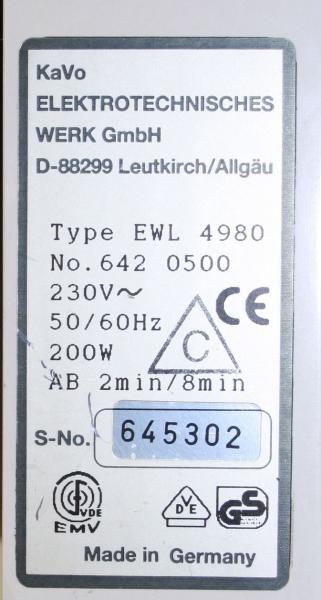 KaVo
ELEKTROTECHNISCHES
WERK GmbH
D-88299 Leutkirch/Allgäu
Type EWL 4980
No.642 0500
230V~
50/60Hz
200W
AB 2min/8min
CE
C
S-No. 645302
VDE
EMV
VDE
GS
Made in Germany